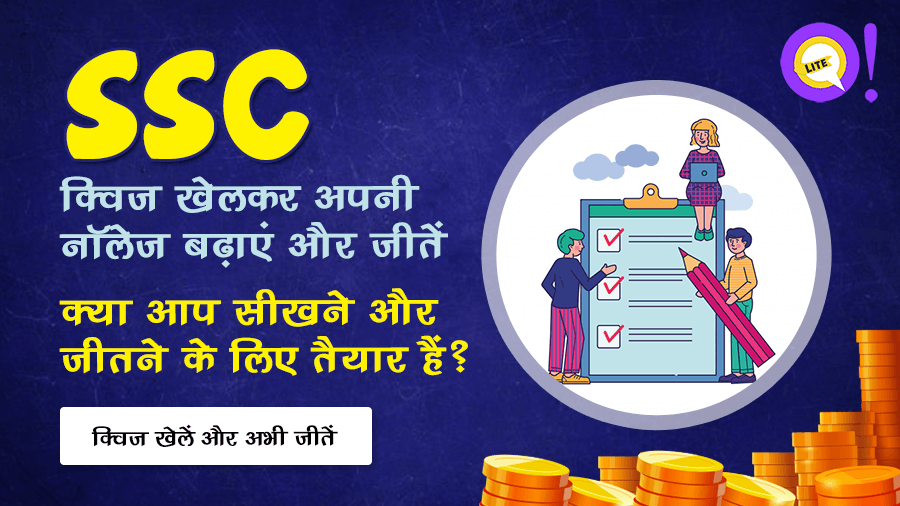 SSC
क्विज खेलकर अपनी
नॉलेज बढ़ाएं और जीतें
क्या आप सीखने और
जीतने के लिए तैयार हैं?
क्विज खेलें और अभी जीतें
LITE